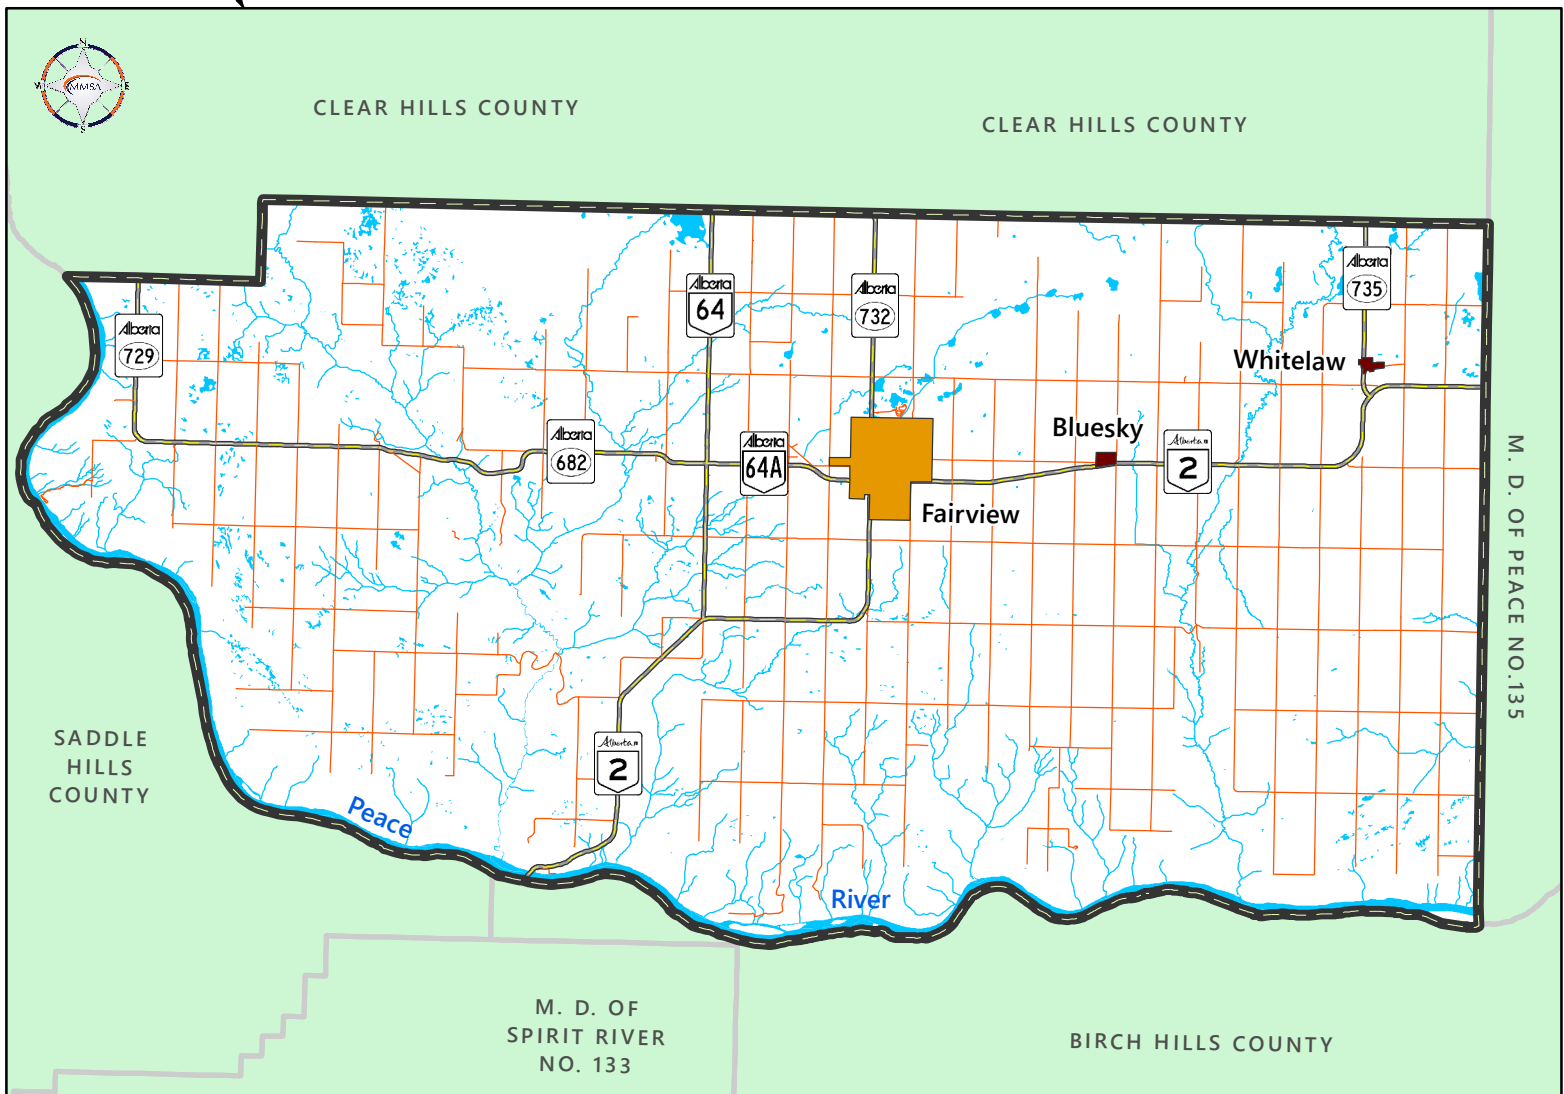 N
W
MMSA
E
S
CLEAR HILLS COUNTY
CLEAR HILLS COUNTY
Alberta
735
Alberta
64
Alberta
732
Alberta
729
Whitelaw
Bluesky
Alberta
682
Alberta
64A
Alberta
2
Fairview
M. D. OF PEACE NO.135
SADDLE
HILLS
COUNTY
Alberta
2
Peace
River
M. D. OF
SPIRIT RIVER
NO. 133
BIRCH HILLS COUNTY